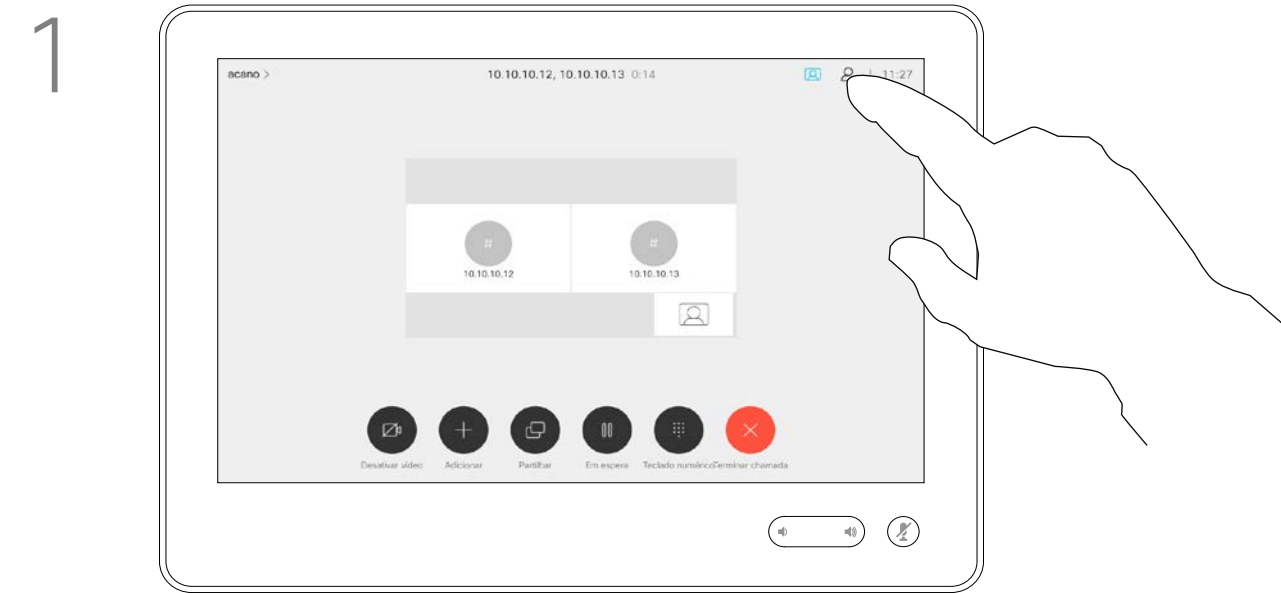 1
acano >
10.10.10.12, 10.10.10.13 0:14
11:27
#
#
10.10.10.12
10.10.10.13
Desativar vídeo
Adicionar
Partilhar
Em espera
Teclado numérico
Terminar chamada